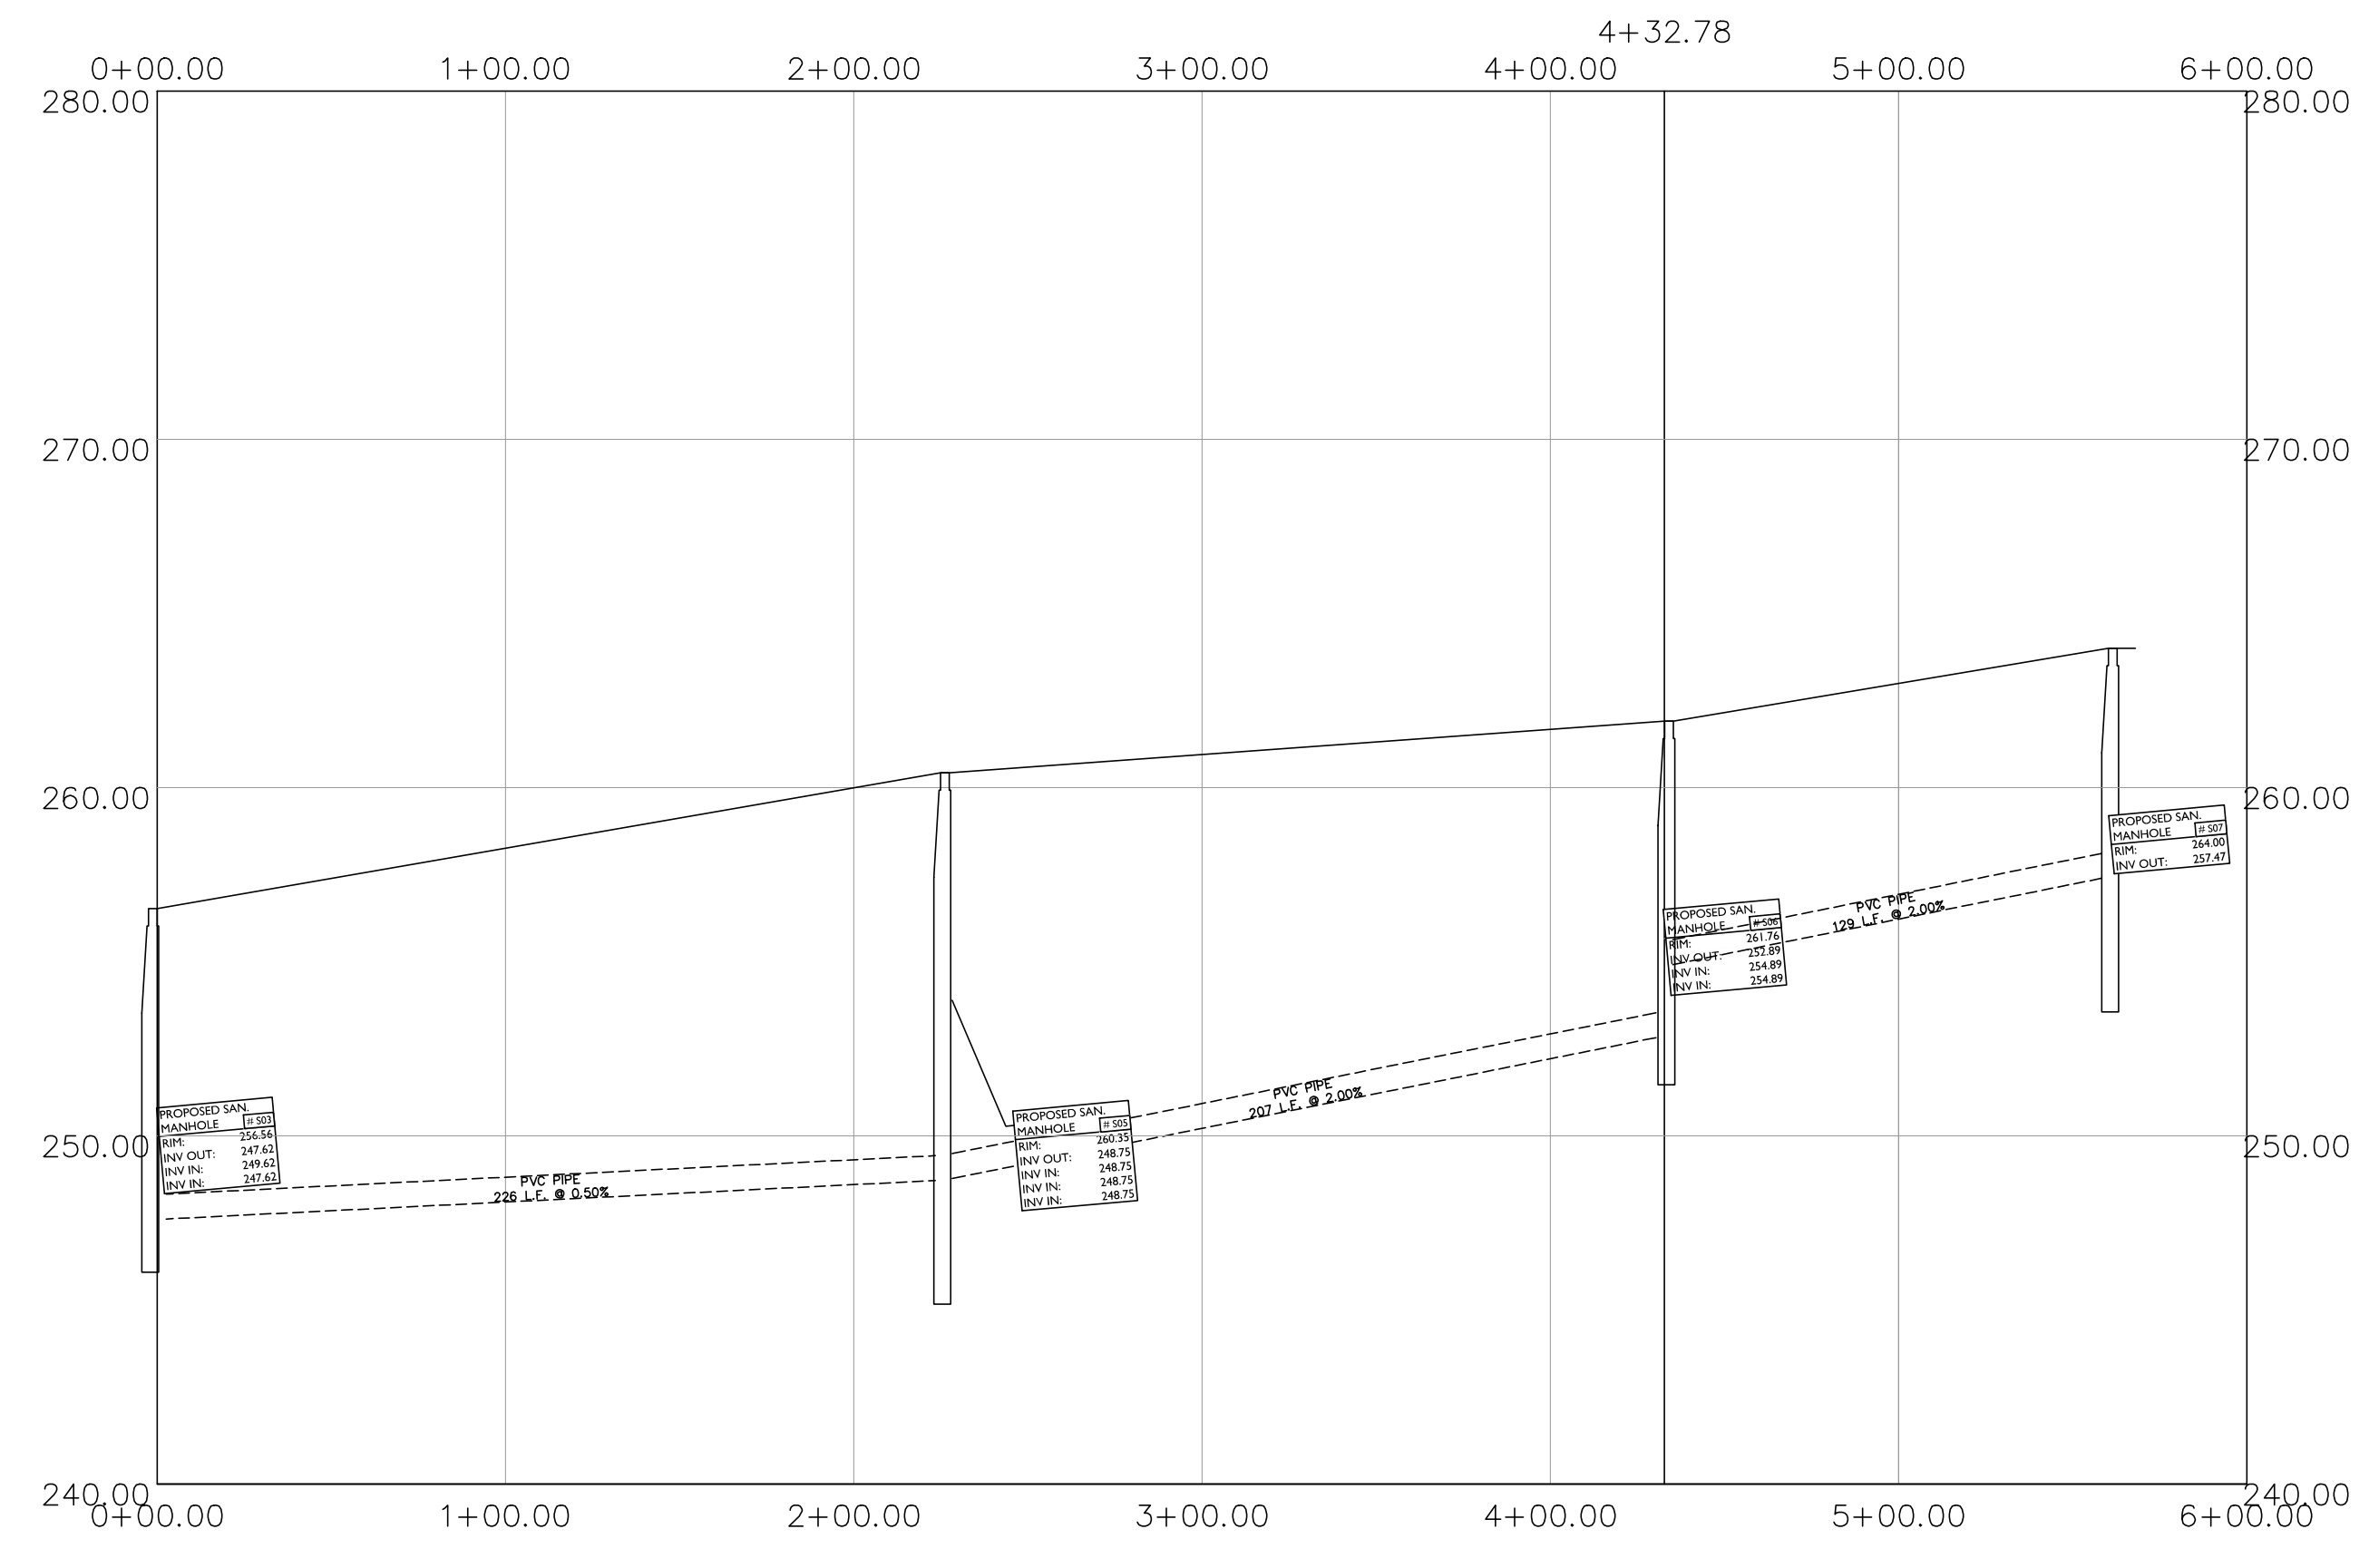 4+32.78
0+00.00 1+00.00 2+00.00 3+00.00 4+00.00 5+00.00 6+00.00
280.00 280.00
270.00 270.00
260.00 260.00
PROPOSED SAN.
MANHOLE # S07
RIM: 264.00
INV OUT: 257.47
PVC PIPE
129 L.F. @ 2.00%
PROPOSED SAN.
MANHOLE # S06
RIM: 261.76
INV OUT: 252.89
INV IN: 254.89
INV IN: 254.89
PVC PIPE
207 L.F. @ 2.00%
PROPOSED SAN.
MANHOLE # S03
RIM: 256.56
INV OUT: 247.62
INV IN: 249.62
INV IN: 247.62
PROPOSED SAN.
MANHOLE # S05
RIM: 260.35
INV OUT: 248.75
INV IN: 248.75
INV IN: 248.75
INV IN: 248.75
250.00 250.00
PVC PIPE
226 L.F. @ 0.50%
240.00 240.00
0+00.00 1+00.00 2+00.00 3+00.00 4+00.00 5+00.00 6+00.00